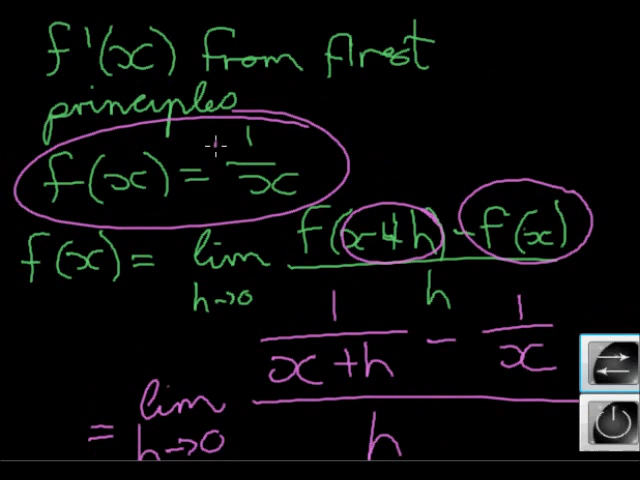 f'(x) from first
principles
f(x) = 1/x
f(x) = lim h→0 (f(x+h) - f(x))/h
= lim h→0 (1/(x+h) - 1/x)/h